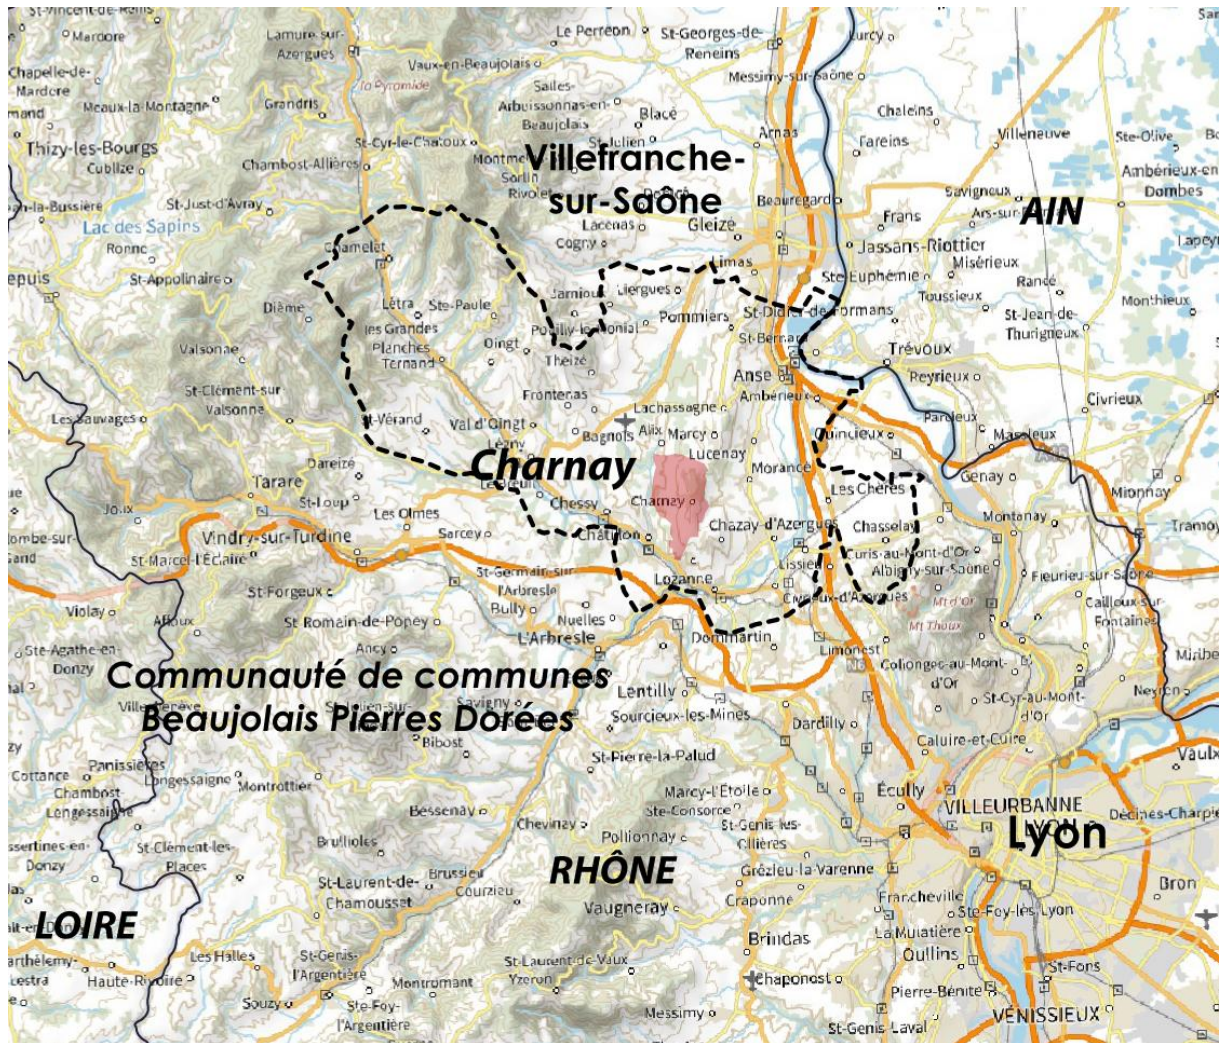 St-Vincent-de-Reins
Lamure-sur-
Azergues
Le Perréon
St-Georges-de-
Reneins
Vaux-en-Beaujolais
Messimy-sur-Saône
Chapelle-de-
Mardore
la Pyramide
Meaux-la-Montagne
Grandris
Salles-
Arbuissonnas-en-
Beaujolais
Blacé
Chaleins
Arnas
Fareins
Villeneuve
Ste-Olive
Thizy-les-Bourgs
Cublize
Chambost-Allières
St-Cyr-le-Chatoux
St-Julien
Villefranche-
sur-Saône
Ambérieux-en-
Dombes
St-Just-d'Avray
Rivolet
Beauregard
Savigneux
AIN
Lac des Sapins
Ronno
Lacenas
Gleizé
Frans
Cogny
Jassans-Riottier
Chamelet
Limas
Misérieux
St-Appolinaire
Ste-Euphémie
Rancé
Dième
Létra
Ste-Paule
Jarnioux
Liergues
Toussieux
Monthieux
les Grandes
Planches
Pouilly-le-Monial
Pommiers
St-Didier-de-Formans
St-Jean-de-
Thurigneux
Valsonne
Ternand
Oingt
Theizé
St-Bernard
Trévoux
Anse
Reyrieux
St-Clément-sur-
Valsonne
Frontenas
Ambérieux
Civrieux
Les Sauvages
St-Vérand
Val d'Oingt
Lachassagne
Parcieux
Bagnols
Alix
Marcy
Quincieux
Massieux
Légny
Lucenay
Dareizé
Charnay
Morancé
Genay
Tarare
Les Chères
Mionnay
Joux
St-Loup
Chessy
Charnay
Les Olmes
Chazay-d'Azergues
Chasselay
Montanay
Vindry-sur-Turdine
Sarcey
Châtillon
St-Marcel-l'Éclairé
Lissieu
Curis-au-Mont-d'Or
Albigny-sur-Saône
St-Germain-sur-
l'Arbresle
Lozanne
Fleurieu-sur-Saône
St-Forgeux
Civrieux-d'Azergues
Mt d'Or
Violay
Affoux
Bully
Nuelles
Cailloux-sur-
Fontaines
St-Romain-de-Popey
Mt Thoux
L'Arbresle
Dommartin
Limonest
Ste-Agathe-en-
Donzy
Ancy
Collonges-au-Mont-
d'Or
Communauté de communes
Beaujolais Pierres Dorées
Lentilly
St-Cyr-au-Mont-
d'Or
Neyron
Savigny
Sourcieux-les-Mines
Dardilly
Bibost
Caluire-et-Cuire
St-Pierre-la-Palud
Cottance
Panissières
Longessaigne
Montrottier
Chambost-
Longessaigne
Marcy-l'Étoile
Écully
Ste-Consorce
VILLEURBANNE
Bessenay
Chevinay
St-Genis-les-
Ollières
LYON
Lyon
Pollionnay
Brullioles
St-Clément-les-
Places
RHÔNE
Grézieu-la-Varenne
Brussieu
Craponne
Bron
St-Laurent-de-
Chamousset
Courzieu
Francheville
Vaugneray
Ste-Foy-lès-Lyon
LOIRE
La Mulatière
Brindas
Oullins
Les Halles
St-Genis-
l'Argentière
St-Laurent-de-Vaux
St-Fons
Haute-Rivoire
Montromant
Yzeron
Chaponost
Pierre-Bénite
Souzy
Ste-Foy-
l'Argentière
Messimy
VÉNISSIEUX
St-Genis-Laval